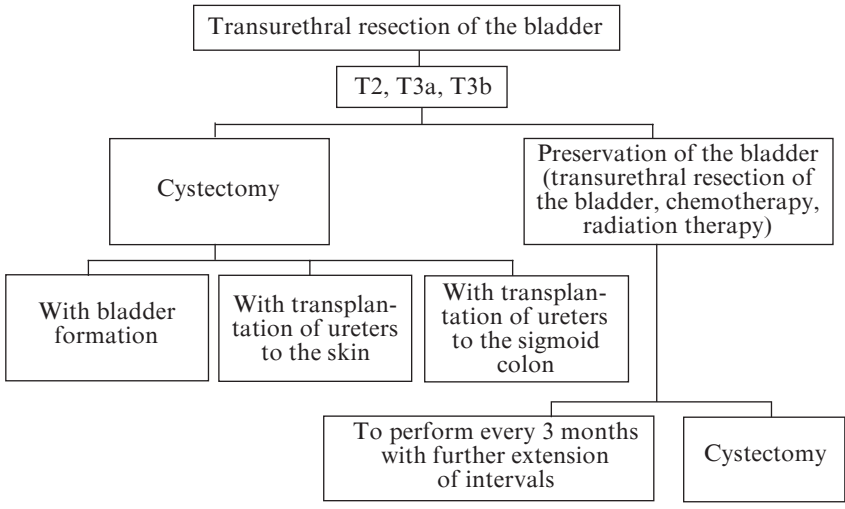 Transurethral resection of the bladder
T2, T3a, T3b
Cystectomy
Preservation of the bladder
(transurethral resection of
the bladder, chemotherapy,
radiation therapy)
With bladder
formation
With transplan-
tation of ureters
to the skin
With transplan-
tation of ureters
to the sigmoid
colon
To perform every 3 months
with further extension
of intervals
Cystectomy